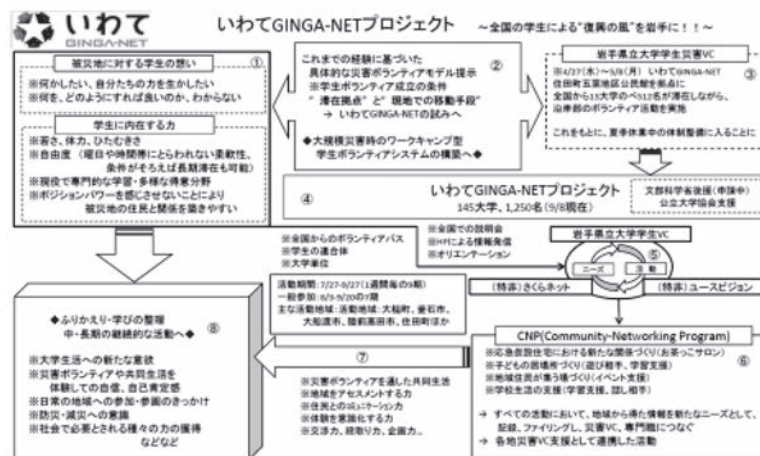 いわて
GINGA-NET
いわてGINGA-NETプロジェクト ～全国の学生による“復興の風”を岩手に！！～
被災地に対する学生の想い ①
※何かしたい、自分たちの力を生かしたい
※何を、どのようにすれば良いのか、わからない
学生に内在する力
※若さ、体力、ひたむきさ
※自由度（曜日や時間帯にとらわれない柔軟性、
条件がそろえば長期滞在も可能）
※現役で専門的な学習・多様な得意分野
※ポジションパワーを感じさせないことにより
被災地の住民と関係を築きやすい
これまでの経験に基づいた ②
具体的な災害ボランティアモデル提示
※学生ボランティア成立の条件
“滞在拠点”と“現地での移動手段”
→ いわてGINGA-NETの試みへ
◆大規模災害時のワークキャンプ型
学生ボランティアシステムの構築へ◆
岩手県立大学学生災害VC
③
※4/27(水)～5/8(月) いわてGINGA-NET
住田町五葉地区公民館を拠点に
全国から13大学のべ512名が滞在しながら、
沿岸部のボランティア活動を実施
これをもとに、夏季休業中の体制整備に入ることに
④ いわてGINGA-NETプロジェクト
145大学、1,250名(9/8現在)
文部科学省後援(申請中)
公立大学協会支援
※全国からのボランティアバス
※学生の連合体
※大学単位
※全国での説明会
※HPによる情報発信
※オリエンテーション
岩手県立大学学生VC
⑤
ニーズ 活動
(特非)さくらネット (特非)ユースビジョン
活動期間：7/27-9/27(1週間毎の9期)
一般参加：8/3-9/20の7期
主な活動地域：活動地域：大槌町、釜石市、
大船渡市、陸前高田市、住田町ほか
CNP(Community-Networking Program)
⑥
※応急仮設住宅における新たな関係づくり(お茶っこサロン)
※子どもの居場所づくり(遊び相手、学習支援)
※地域住民が集う場づくり(イベント支援)
※学校生活の支援(学習支援、話し相手)
→ すべての活動において、地域から得た情報を新たなニーズとして、
記録、ファイリングし、災害VC、専門職につなぐ
→ 各地災害VC支援として連携した活動
⑦
※災害ボランティアを通した共同生活
※地域をアセスメントする力
※住民とのコミュニケーション力
※体験を意識化する力
※交渉力、段取り力、企画力…
◆ふりかえり・学びの整理 ⑧
中・長期の継続的な活動へ◆
※大学生活への新たな意欲
※災害ボランティアや共同生活を
体験しての自信、自己肯定感
※日常の地域への参加・参画のきっかけ
※防災・減災への意識
※社会で必要とされる種々の力の獲得
などなど